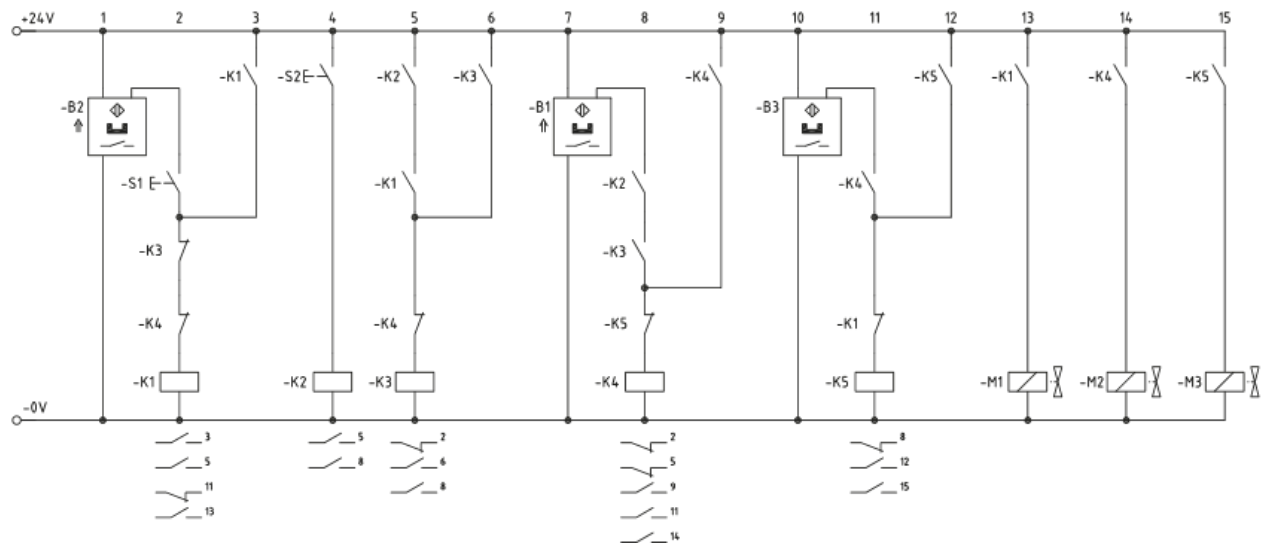 +24V 1 2 3 4 5 6 7 8 9 10 11 12 13 14 15
-K1 -S2 -K2 -K3 -K4 -K5 -K1 -K4 -K5
-B2 -B1 -B3
-S1 -K1 -K2 -K4
-K3 -K3
-K4 -K4 -K5 -K1
-K1 -K2 -K3 -K4 -K5 -M1 -M2 -M3
-0V
3 5 2 2 8
5 8 6 5 12
11 8 9 15
13 11
14